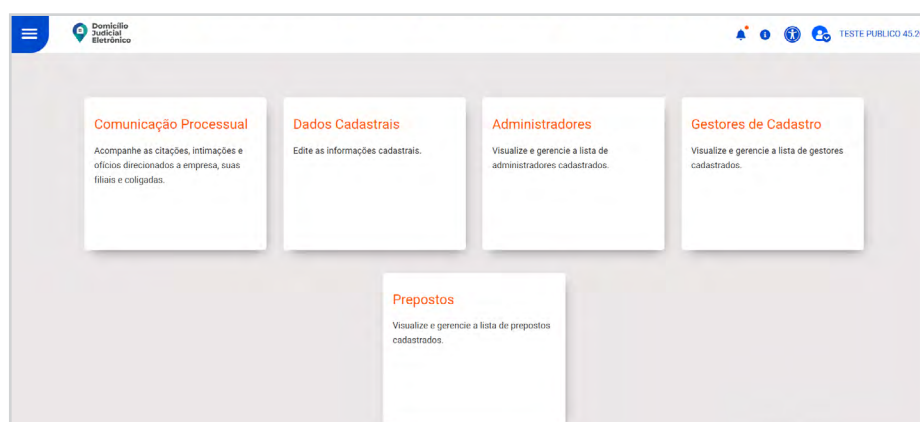 Domicílio
Judicial
Eletrônico
TESTE PUBLICO 45.2
Comunicação Processual
Acompanhe as citações, intimações e
ofícios direcionados a empresa, suas
filiais e coligadas.
Dados Cadastrais
Edite as informações cadastrais.
Administradores
Visualize e gerencie a lista de
administradores cadastrados.
Gestores de Cadastro
Visualize e gerencie a lista de gestores
cadastrados.
Prepostos
Visualize e gerencie a lista de prepostos
cadastrados.